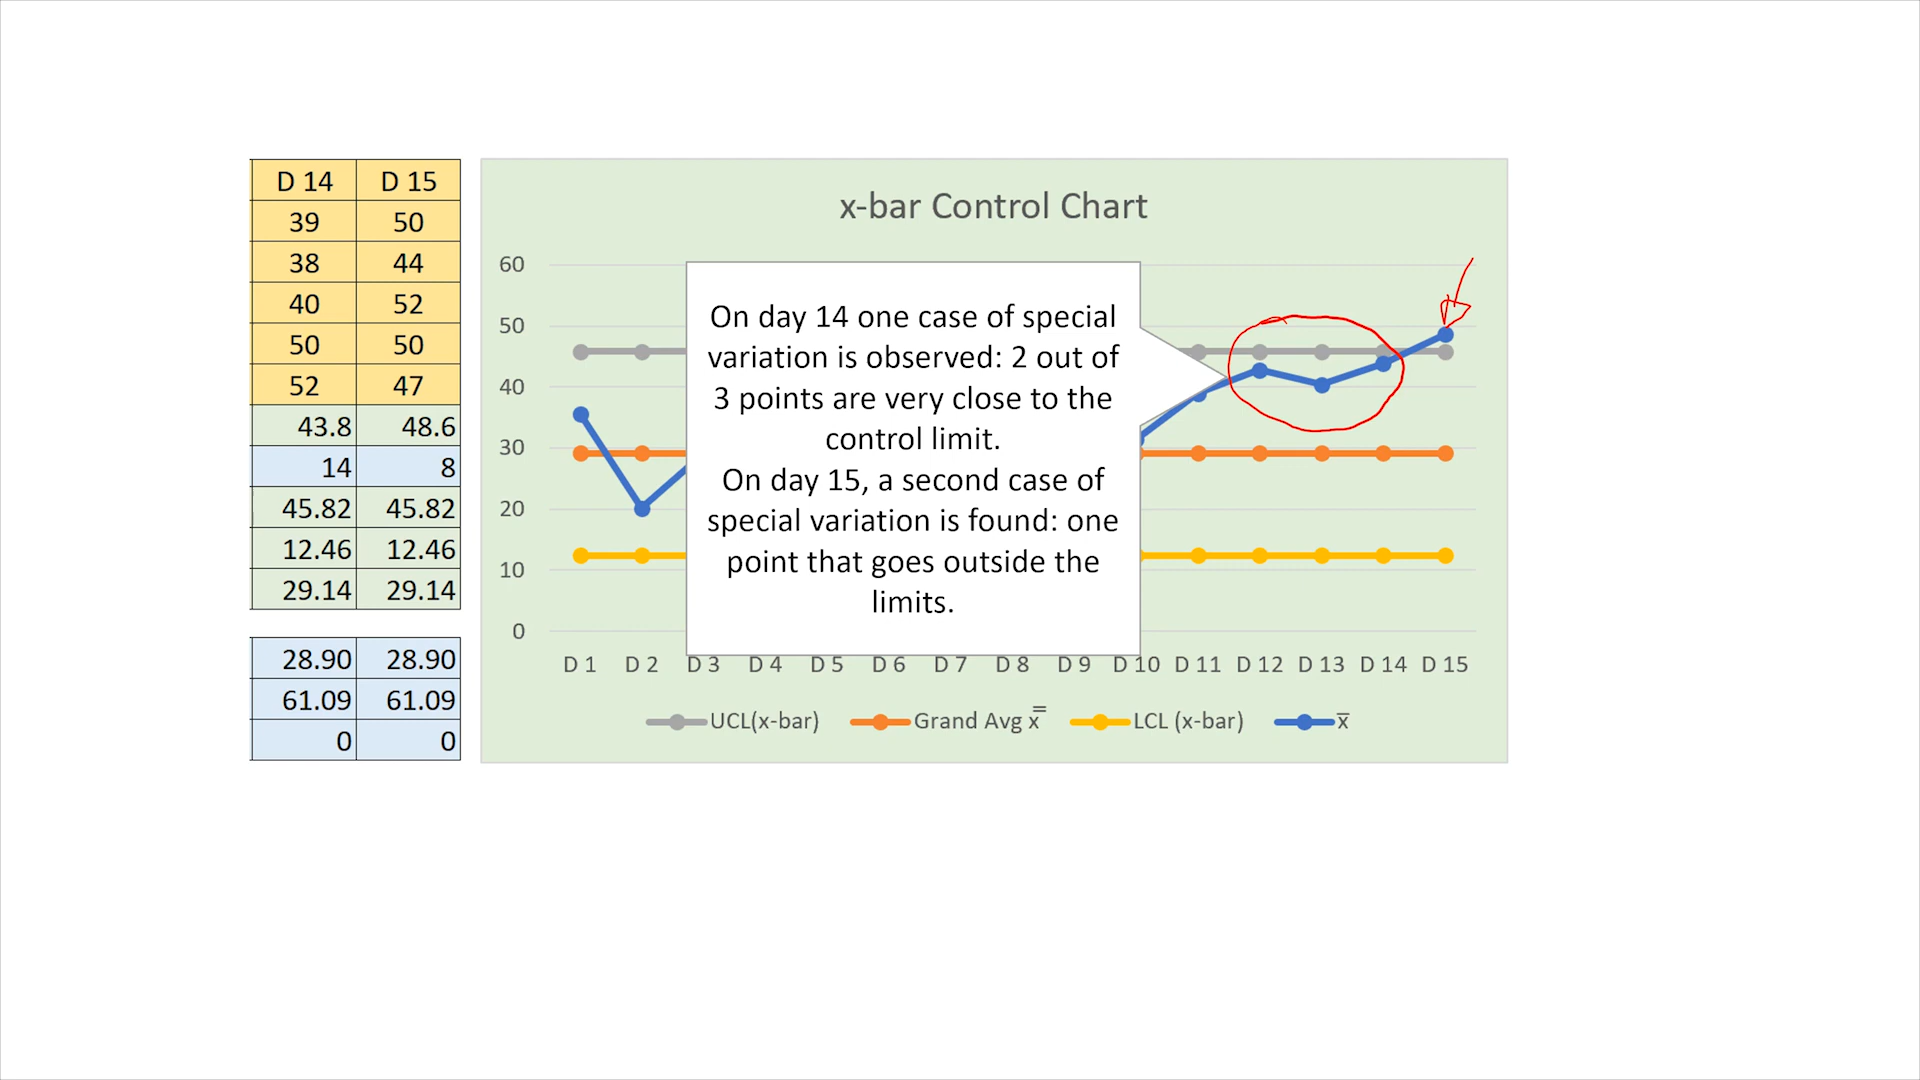 D 14 D 15
39 50
38 44
40 52
50 50
52 47
43.8 48.6
14 8
45.82 45.82
12.46 12.46
29.14 29.14
28.90 28.90
61.09 61.09
0 0
x-bar Control Chart
60
50
40
30
20
10
0
On day 14 one case of special
variation is observed: 2 out of
3 points are very close to the
control limit.
On day 15, a second case of
special variation is found: one
point that goes outside the
limits.
D 1 D 2 D 3 D 4 D 5 D 6 D 7 D 8 D 9 D 10 D 11 D 12 D 13 D 14 D 15
UCL(x-bar) Grand Avg x̿ LCL (x-bar) x̅